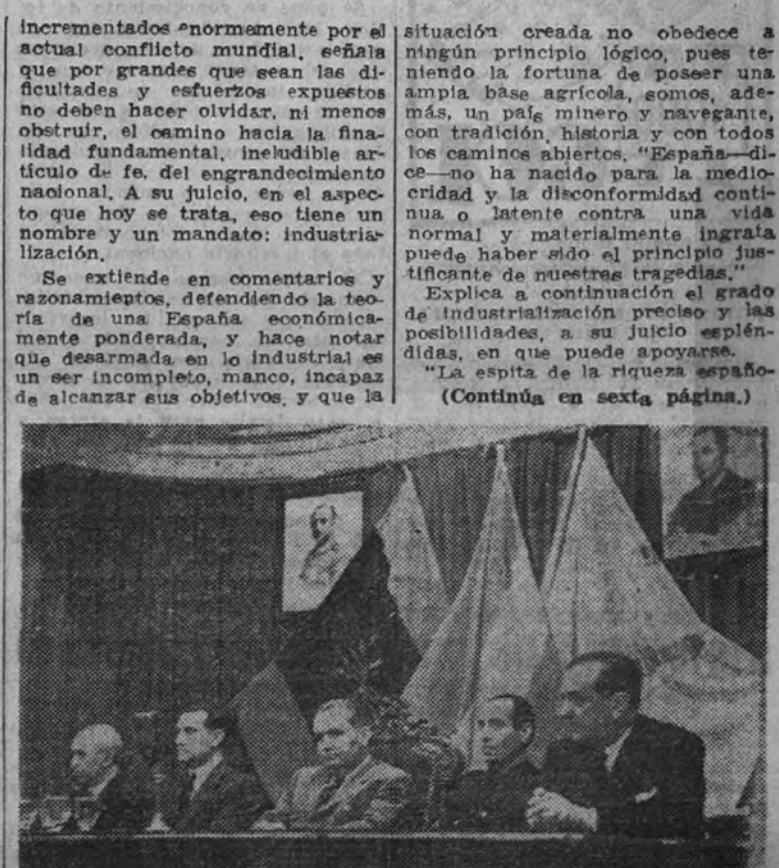 incrementados enormemente por el
actual conflicto mundial, señala
que por grandes que sean las di-
ficultades y esfuerzos expuestos
no deben hacer olvidar, ni menos
obstruir, el camino hacia la fina-
lidad fundamental, ineludible ar-
tículo de fe, del engrandecimiento
nacional. A su juicio, en el aspec-
to que hoy se trata, eso tiene un
nombre y un mandato: industria-
lización.
Se extiende en comentarios y
razonamientos, defendiendo la teo-
ría de una España económica-
mente ponderada, y hace notar
que desarmada en lo industrial es
un ser incompleto, manco, incapaz
de alcanzar sus objetivos, y que la
situación creada no obedece a
ningún principio lógico, pues te-
niendo la fortuna de poseer una
ampia base agrícola, somos, ade-
más, un país minero y navegante,
con tradición, historia y con todos
los caminos abiertos. "España—di-
ce—no ha nacido para la medio-
cridad y la disconformidad conti-
nua o latente contra una vida
normal y materialmente ingrata
puede haber sido el principio jus-
tificante de nuestras tragedias."
Explica a continuación el grado
de industrialización preciso y las
posibilidades, a su juicio esplén-
didas, en que puede apoyarse.
"La espita de la riqueza españo-
(Continúa en sexta página.)